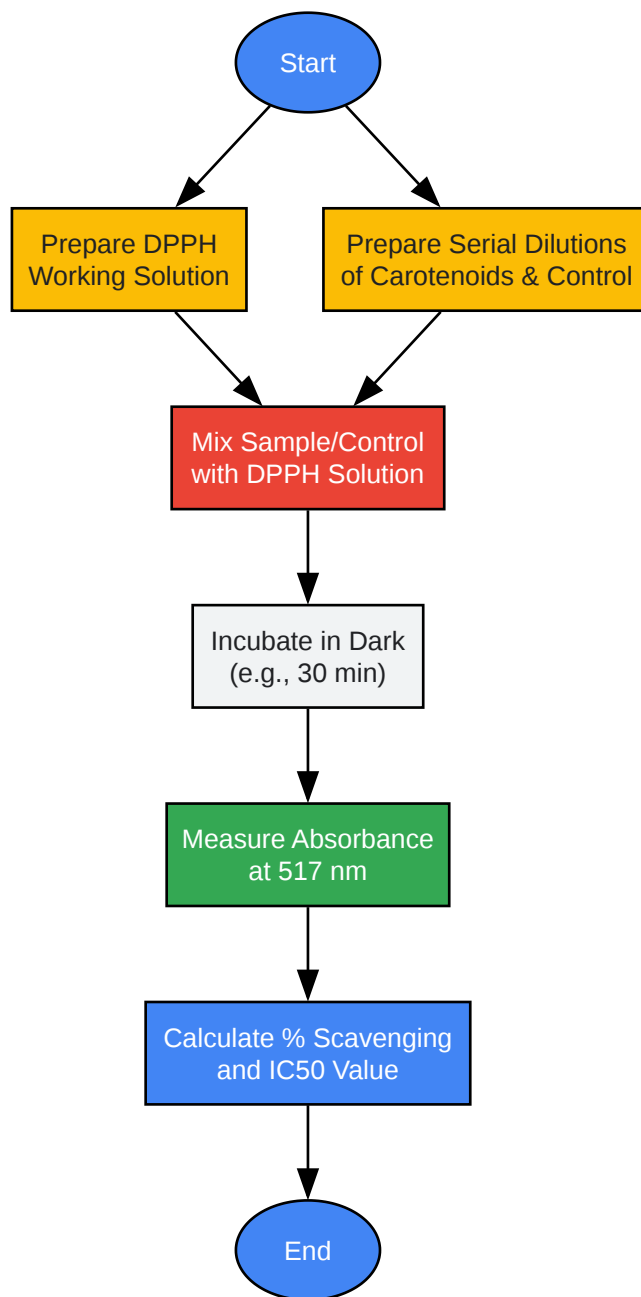 Start
Prepare DPPH
Working Solution
Prepare Serial Dilutions
of Carotenoids & Control
Mix Sample/Control
with DPPH Solution
Incubate in Dark
(e.g., 30 min)
Measure Absorbance
at 517 nm
Calculate % Scavenging
and IC50 Value
End